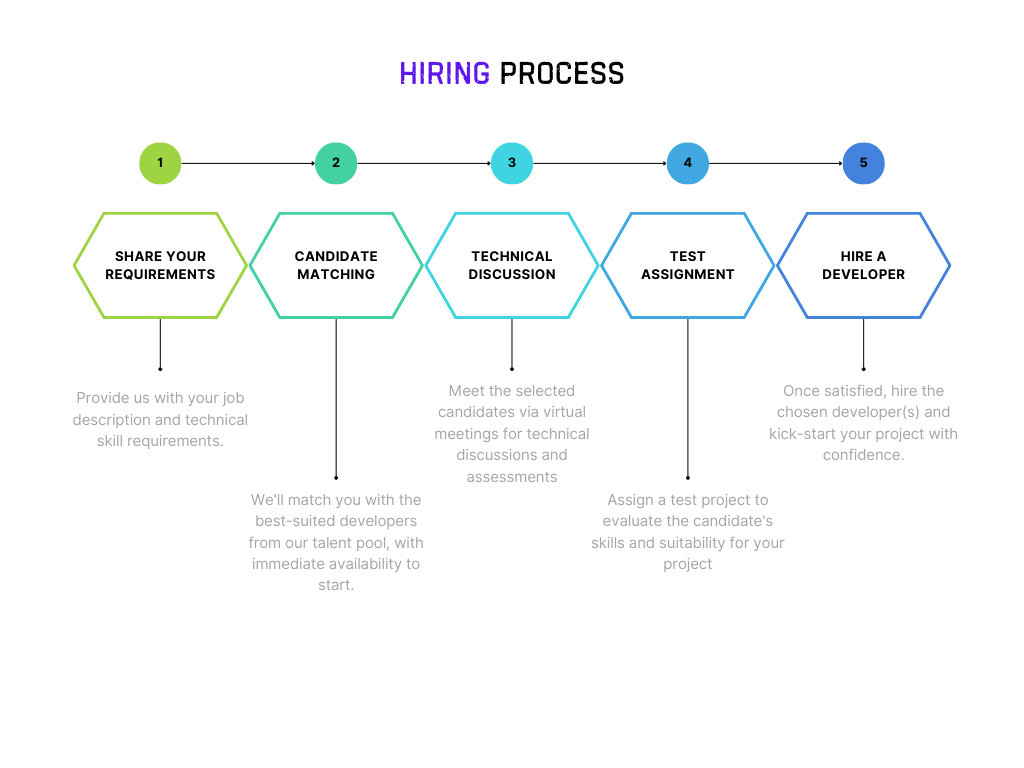 HIRING PROCESS
1
2
3
4
5
SHARE YOUR
REQUIREMENTS
CANDIDATE
MATCHING
TECHNICAL
DISCUSSION
TEST
ASSIGNMENT
HIRE A
DEVELOPER
Provide us with your job
description and technical
skill requirements.
We'll match you with the
best-suited developers
from our talent pool, with
immediate availability to
start.
Meet the selected
candidates via virtual
meetings for technical
discussions and
assessments
Assign a test project to
evaluate the candidate's
skills and suitability for your
project
Once satisfied, hire the
chosen developer(s) and
kick-start your project with
confidence.